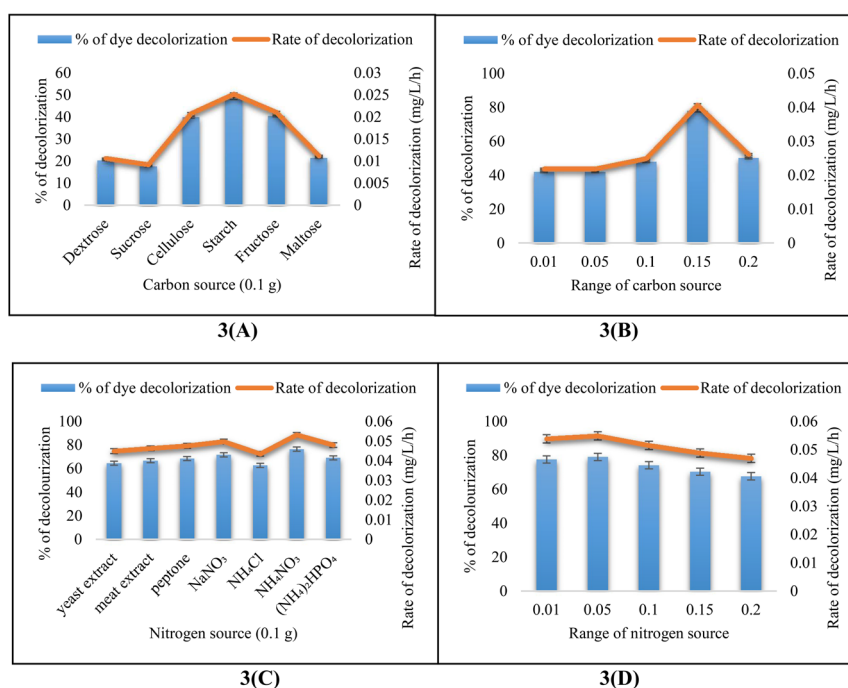 % of dye decolorization Rate of decolorization
% of decolorization
60
50
40
30
20
10
0
0.03
0.025
0.02
0.015
0.01
0.005
0
Rate of decolorization (mg/L/h)
Dextrose
Sucrose
Cellulose
Starch
Fructose
Maltose
Carbon source (0.1 g)
3(A)
% of dye decolorization Rate of decolorization
% of decolorization
100
80
60
40
20
0
0.05
0.04
0.03
0.02
0.01
0
Rate of decolorization (mg/L/h)
0.01 0.05 0.1 0.15 0.2
Range of carbon source
3(B)
% of dye decolorization Rate of decolorization
% of decolourization
100
80
60
40
20
0
0.06
0.05
0.04
0.03
0.02
0.01
0
Rate of decolorization (mg/L/h)
yeast extract
meat extract
peptone
NaNO₃
NH₄Cl
NH₄NO₃
(NH₄)₂HPO₄
Nitrogen source (0.1 g)
3(C)
% of dye decolorization Rate of decolorization
% of decolourization
100
80
60
40
20
0
0.06
0.05
0.04
0.03
0.02
0.01
0
Rate of decolorization (mg/L/h)
0.01 0.05 0.1 0.15 0.2
Range of nitrogen source
3(D)